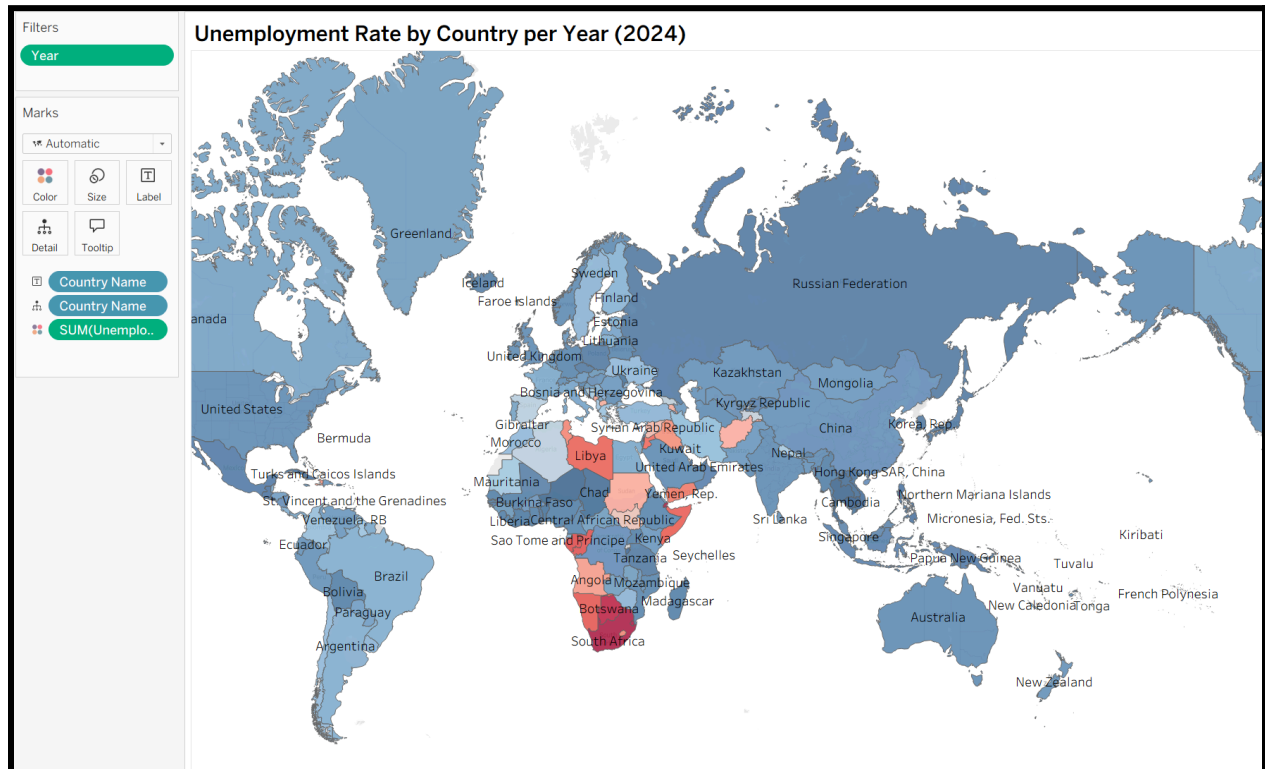 Filters
Year
Marks
Automatic
Color
Size
Label
Detail
Tooltip
Country Name
Country Name
SUM(Unemplo..
Unemployment Rate by Country per Year (2024)
Greenland
Iceland
Sweden
Faroe Islands
Finland
Russian Federation
anada
Estonia
Lithuania
United Kingdom
Ukraine
Kazakhstan
Mongolia
Bosnia and Herzegovina
Kyrgyz Republic
United States
Gibraltar
Syrian Arab Republic
China
Korea, Rep.
Bermuda
Morocco
Libya
Kuwait
Nepal
Turks and Caicos Islands
United Arab Emirates
Hong Kong SAR, China
Mauritania
Chad
Yemen, Rep.
Northern Mariana Islands
St. Vincent and the Grenadines
Burkina Faso
Cambodia
Venezuela, RB
Liberia
Central African Republic
Sri Lanka
Micronesia, Fed. Sts.
Ecuador
Sao Tome and Principe
Kenya
Singapore
Kiribati
Tanzania
Seychelles
Papua New Guinea
Tuvalu
Brazil
Angola
Mozambique
Bolivia
Vanuatu
French Polynesia
Paraguay
Botswana
Madagascar
New Caledonia
Tonga
Australia
Argentina
South Africa
New Zealand